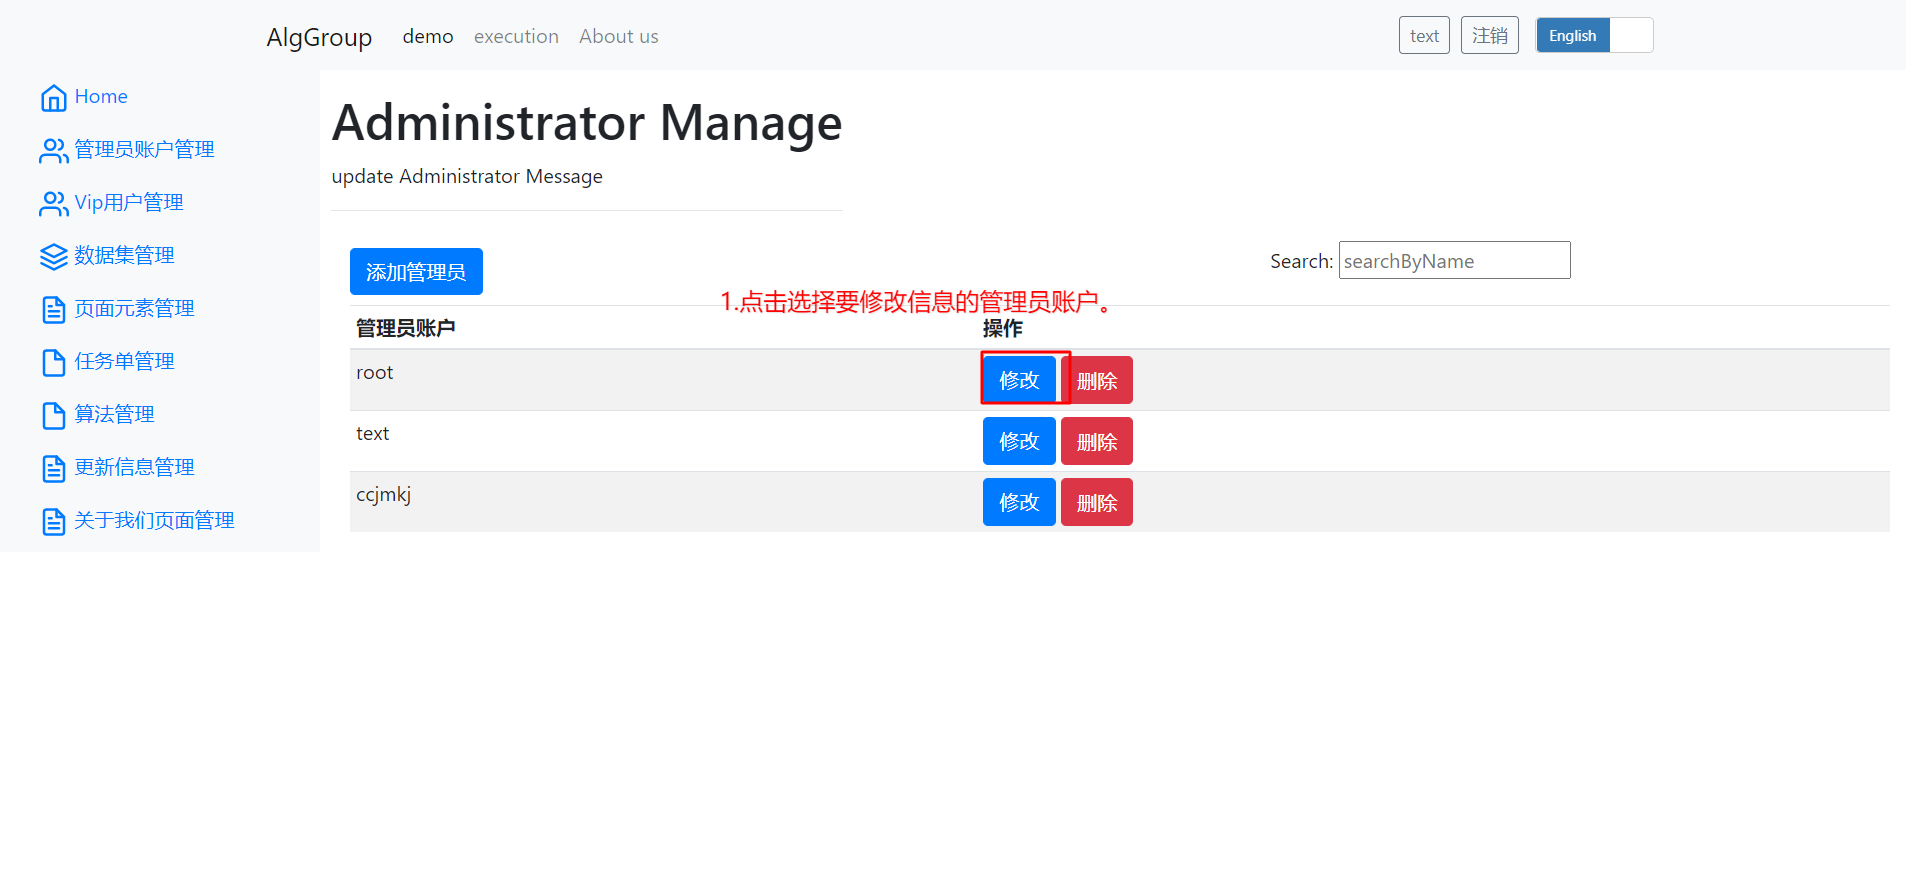 AlgGroup demo execution About us text 注销 English
Home
管理员账户管理
Vip用户管理
数据集管理
页面元素管理
任务单管理
算法管理
更新信息管理
关于我们页面管理
Administrator Manage
update Administrator Message
添加管理员
Search: searchByName
1.点击选择要修改信息的管理员账户。
管理员账户 操作
root 修改 删除
text 修改 删除
ccjmkj 修改 删除